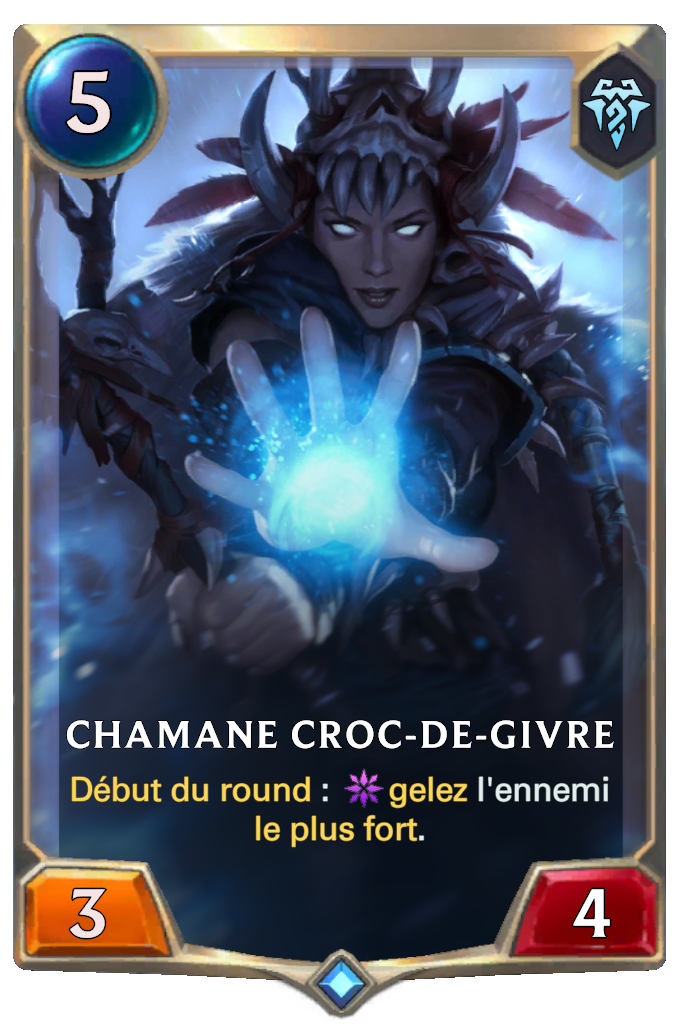 5
CHAMANE CROC-DE-GIVRE
Début du round : gelez l'ennemi
le plus fort.
3
4